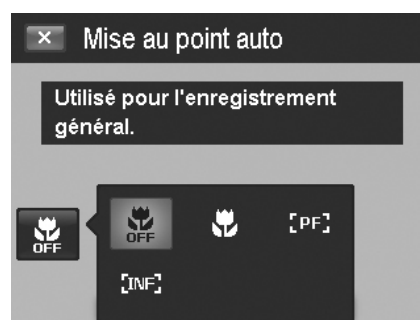 Mise au point auto
Utilisé pour l'enregistrement
général.
OFF
OFF
[PF]
[INF]